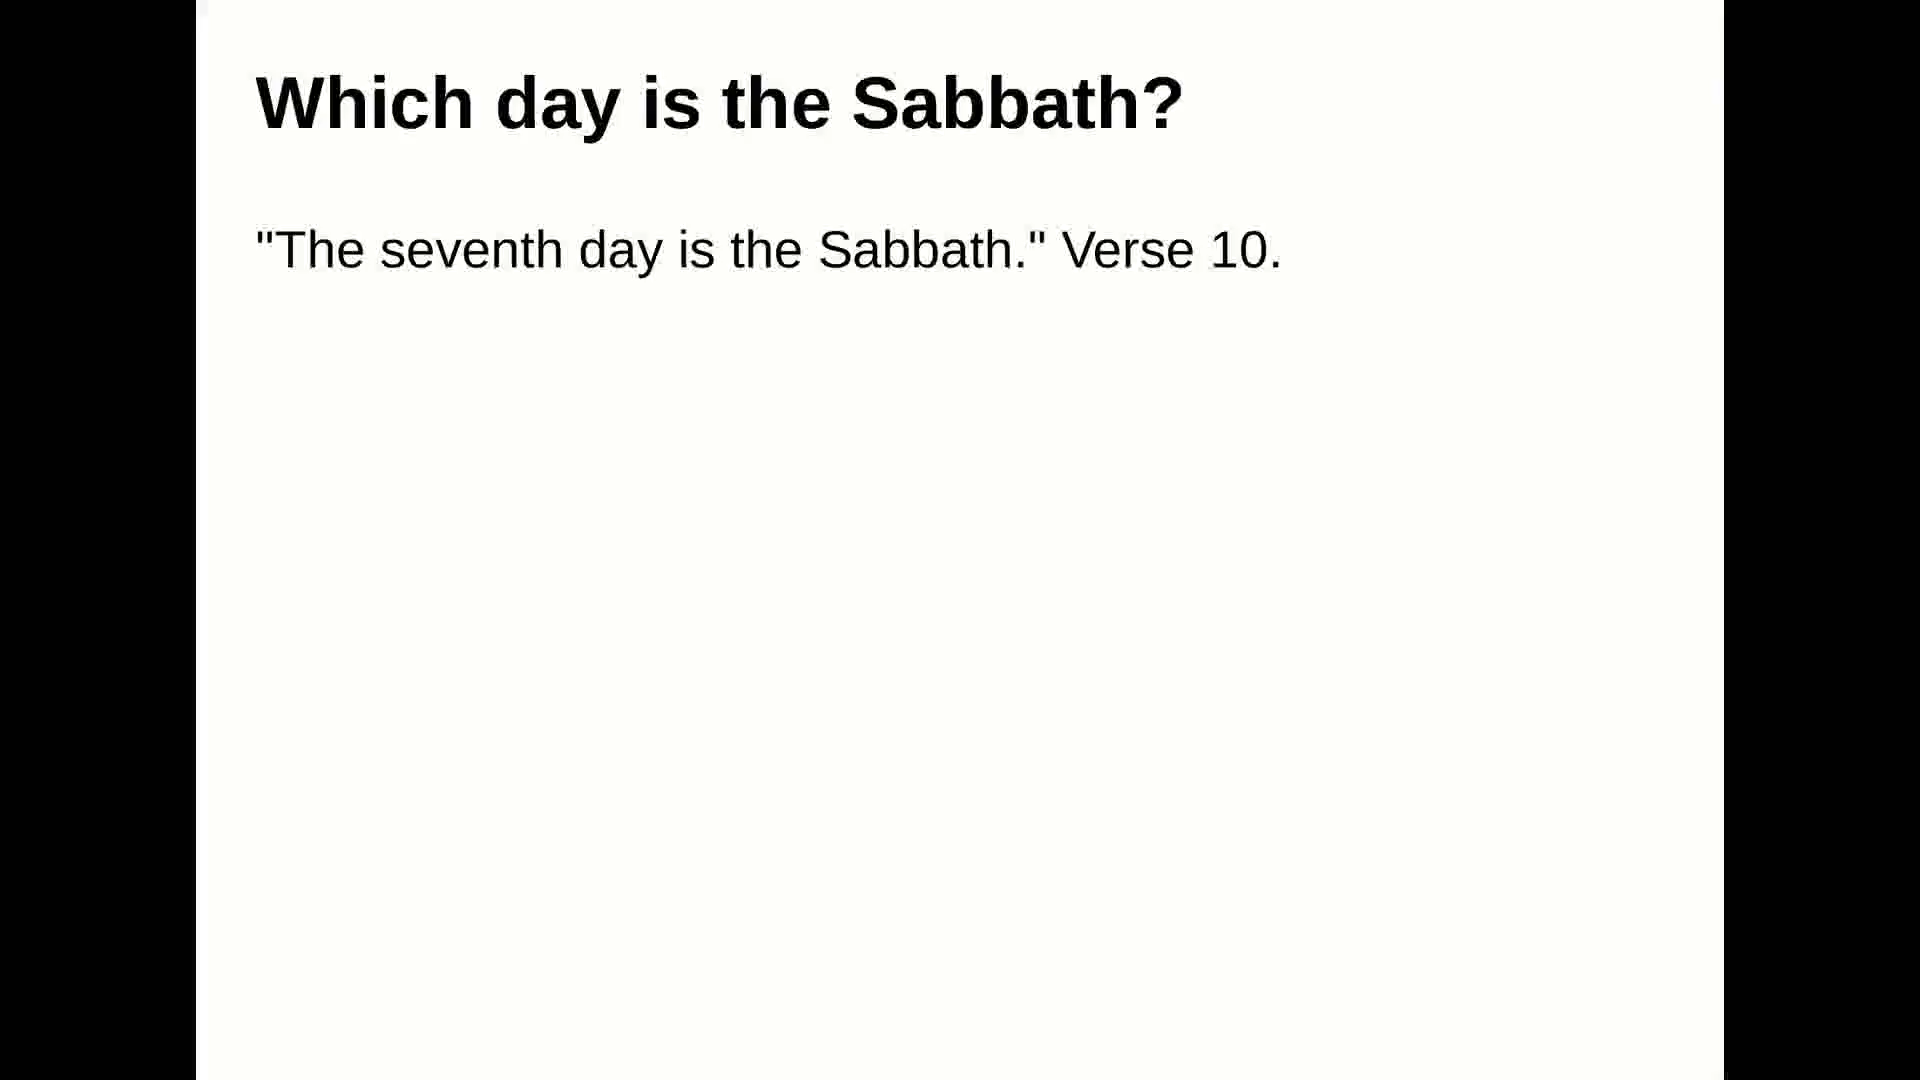 Which day is the Sabbath?
"The seventh day is the Sabbath." Verse 10.